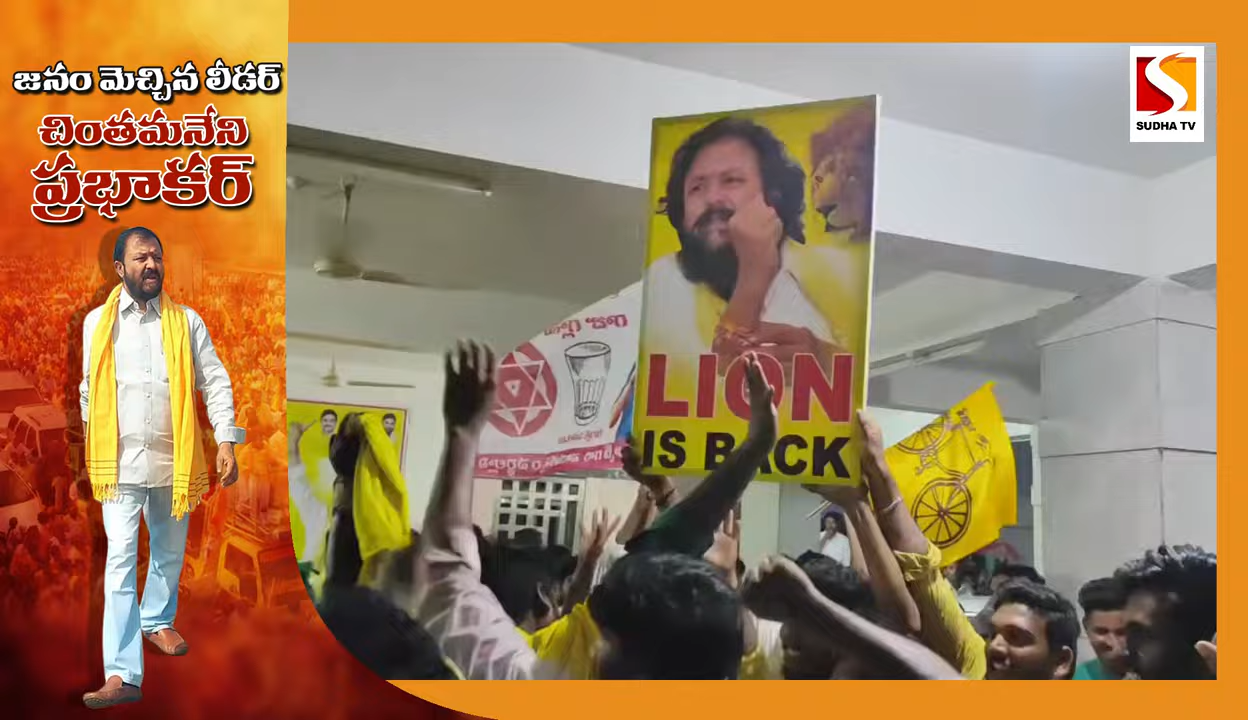 జనం మెచ్చిన లీడర్
చింతమనేని
ప్రభాకర్
SUDHA TV
LION
IS BACK